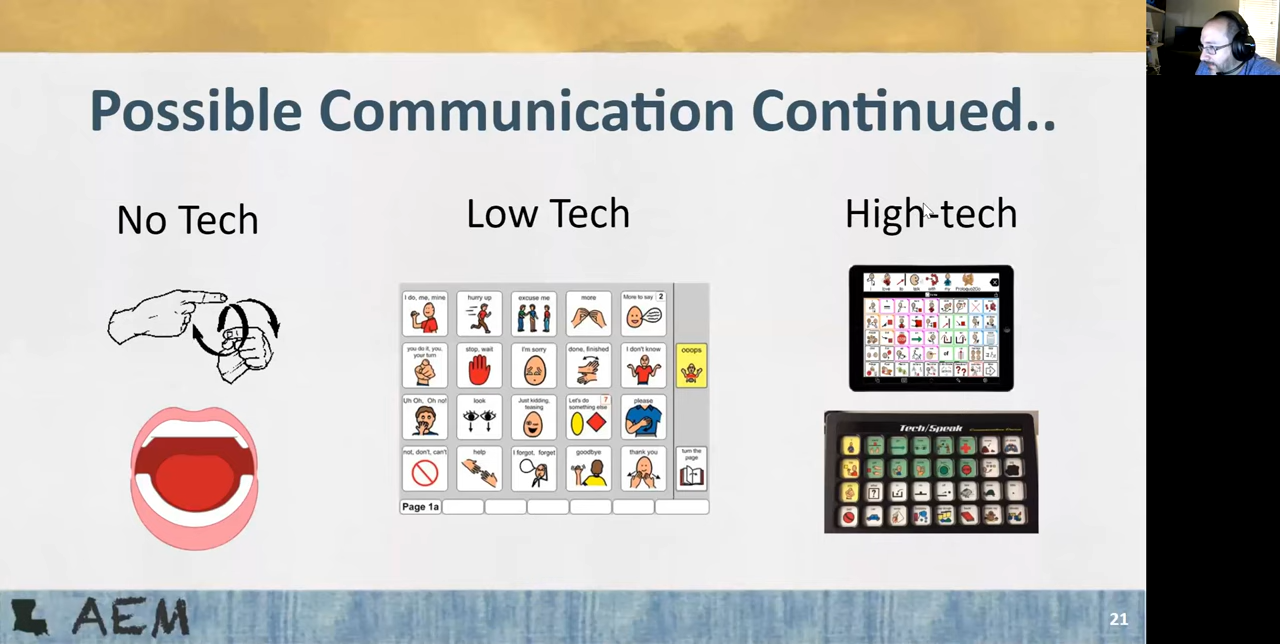 Possible Communication Continued..
No Tech
Low Tech
High-tech
I do, me, mine
hurry up
excuse me
more
More to say 2
you do it, you,
your turn
stop, wait
I'm sorry
done, finished
I don't know
ooops
Uh Oh, Oh no!
look
Just kidding,
teasing
Let's do
something else
7
please
not, don't, can't
help
I forgot, forget
goodbye
thank you
turn the
page
Page 1a
Tech/Speak
AEM
21